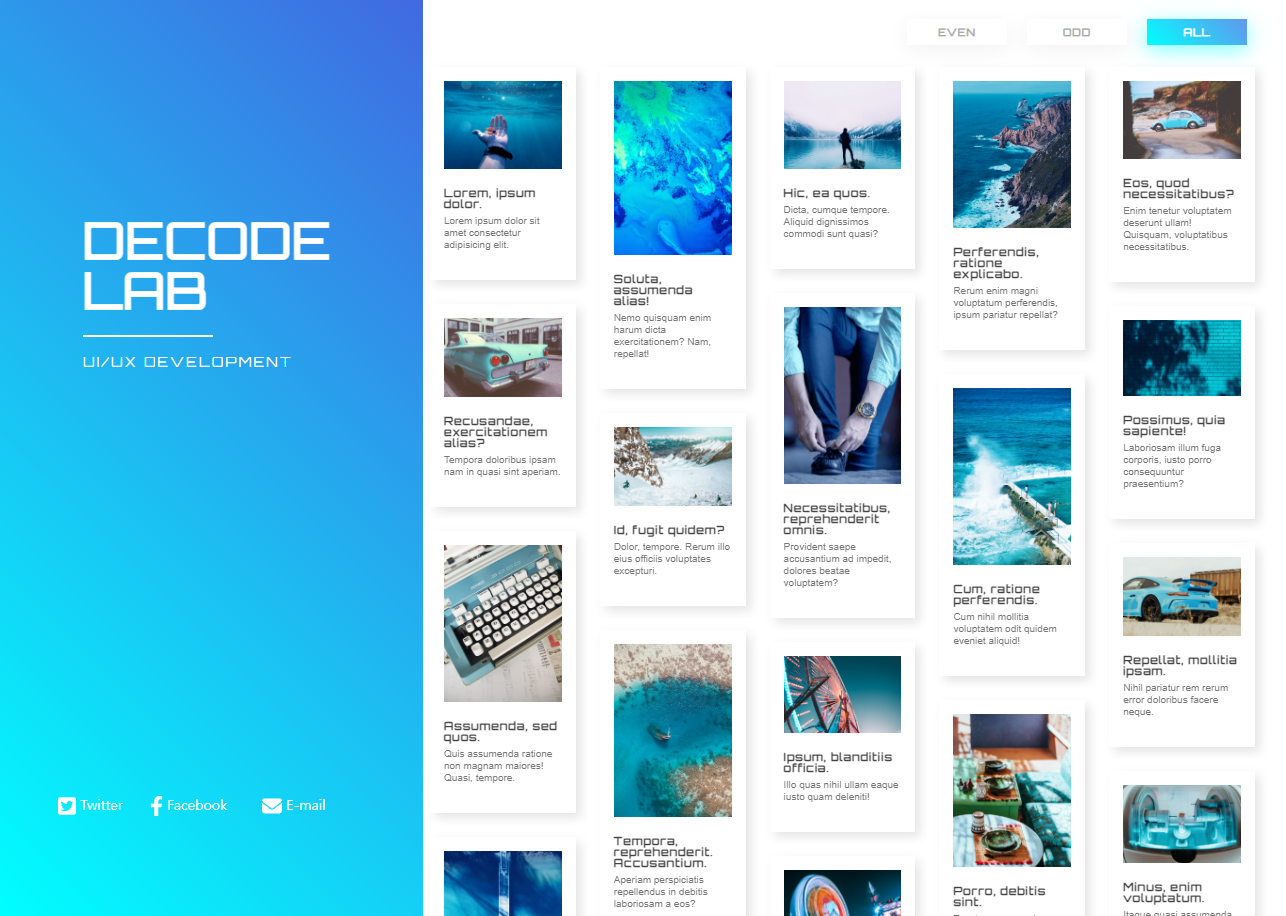 DECODE
LAB
UI/UX DEVELOPMENT
Twitter
Facebook
E-mail
EVEN
ODD
ALL
Lorem, ipsum
dolor.
Lorem ipsum dolor sit
amet consectetur
adipisicing elit.
Recusandae,
exercitationem
alias?
Tempora doloribus ipsam
nam in quasi sint aperiam.
Assumenda, sed
quos.
Quis assumenda ratione
non magnam maiores!
Quasi, tempore.
Soluta,
assumenda
alias!
Nemo quisquam enim
harum dicta
exercitationem? Nam,
repellat!
Id, fugit quidem?
Dolor, tempore. Rerum illo
eius officiis voluptates
excepturi.
Tempora,
reprehenderit.
Accusantium.
Aperiam perspiciatis
repellendus in debitis
laboriosam a eos?
Hic, ea quos.
Dicta, cumque tempore.
Aliquid dignissimos
commodi sunt quasi?
Necessitatibus,
reprehenderit
omnis.
Provident saepe
accusantium ad impedit,
dolores beatae
voluptatem?
Ipsum, blanditiis
officia.
Illo quas nihil ullam eaque
iusto quam deleniti!
Perferendis,
ratione
explicabo.
Rerum enim magni
voluptatum perferendis,
ipsum pariatur repellat?
Cum, ratione
perferendis.
Cum nihil mollitia
voluptatem odit quidem
eveniet aliquid!
Porro, debitis
sint.
Eos, quod
necessitatibus?
Enim tenetur voluptatem
deserunt ullam!
Quisquam, voluptatibus
necessitatibus.
Possimus, quia
sapiente!
Laboriosam illum fuga
corporis, iusto porro
consequuntur
praesentium?
Repellat, mollitia
ipsam.
Nihil pariatur rem rerum
error doloribus facere
neque.
Minus, enim
voluptatum.
Itaque quasi assumenda